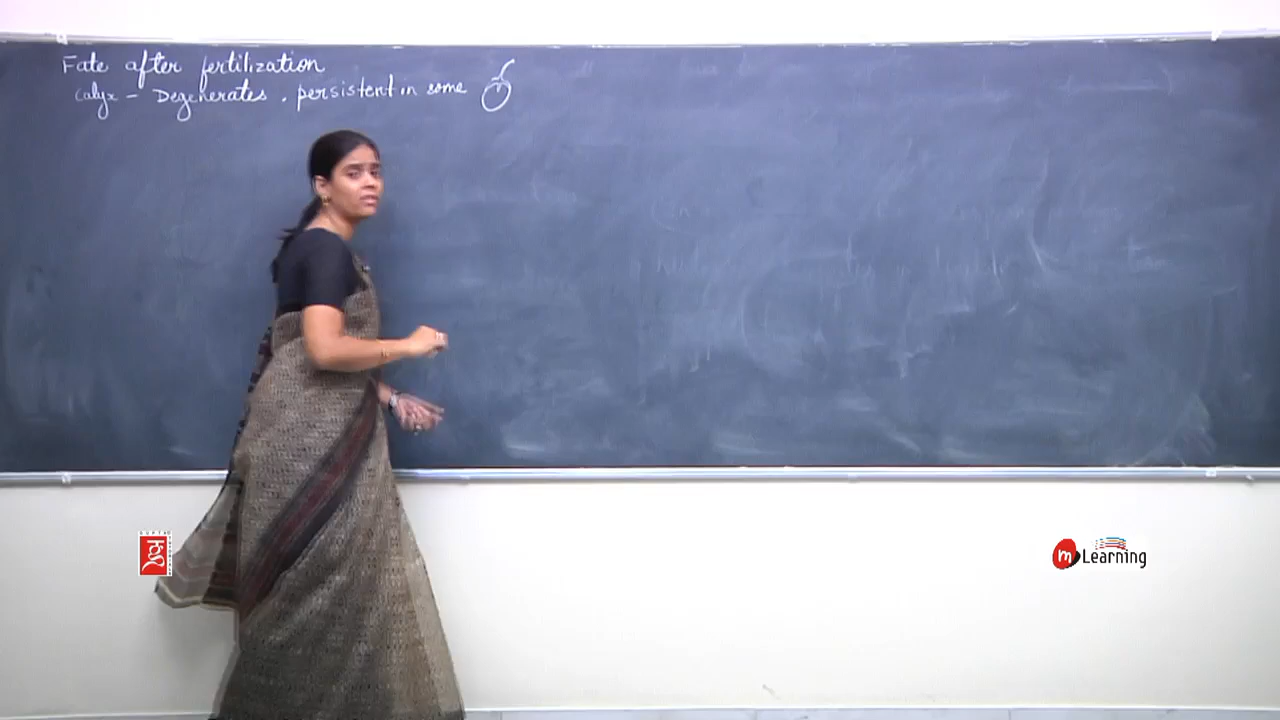 Fate after fertilization
Calyx - Degenerates, persistent in some
m Learning